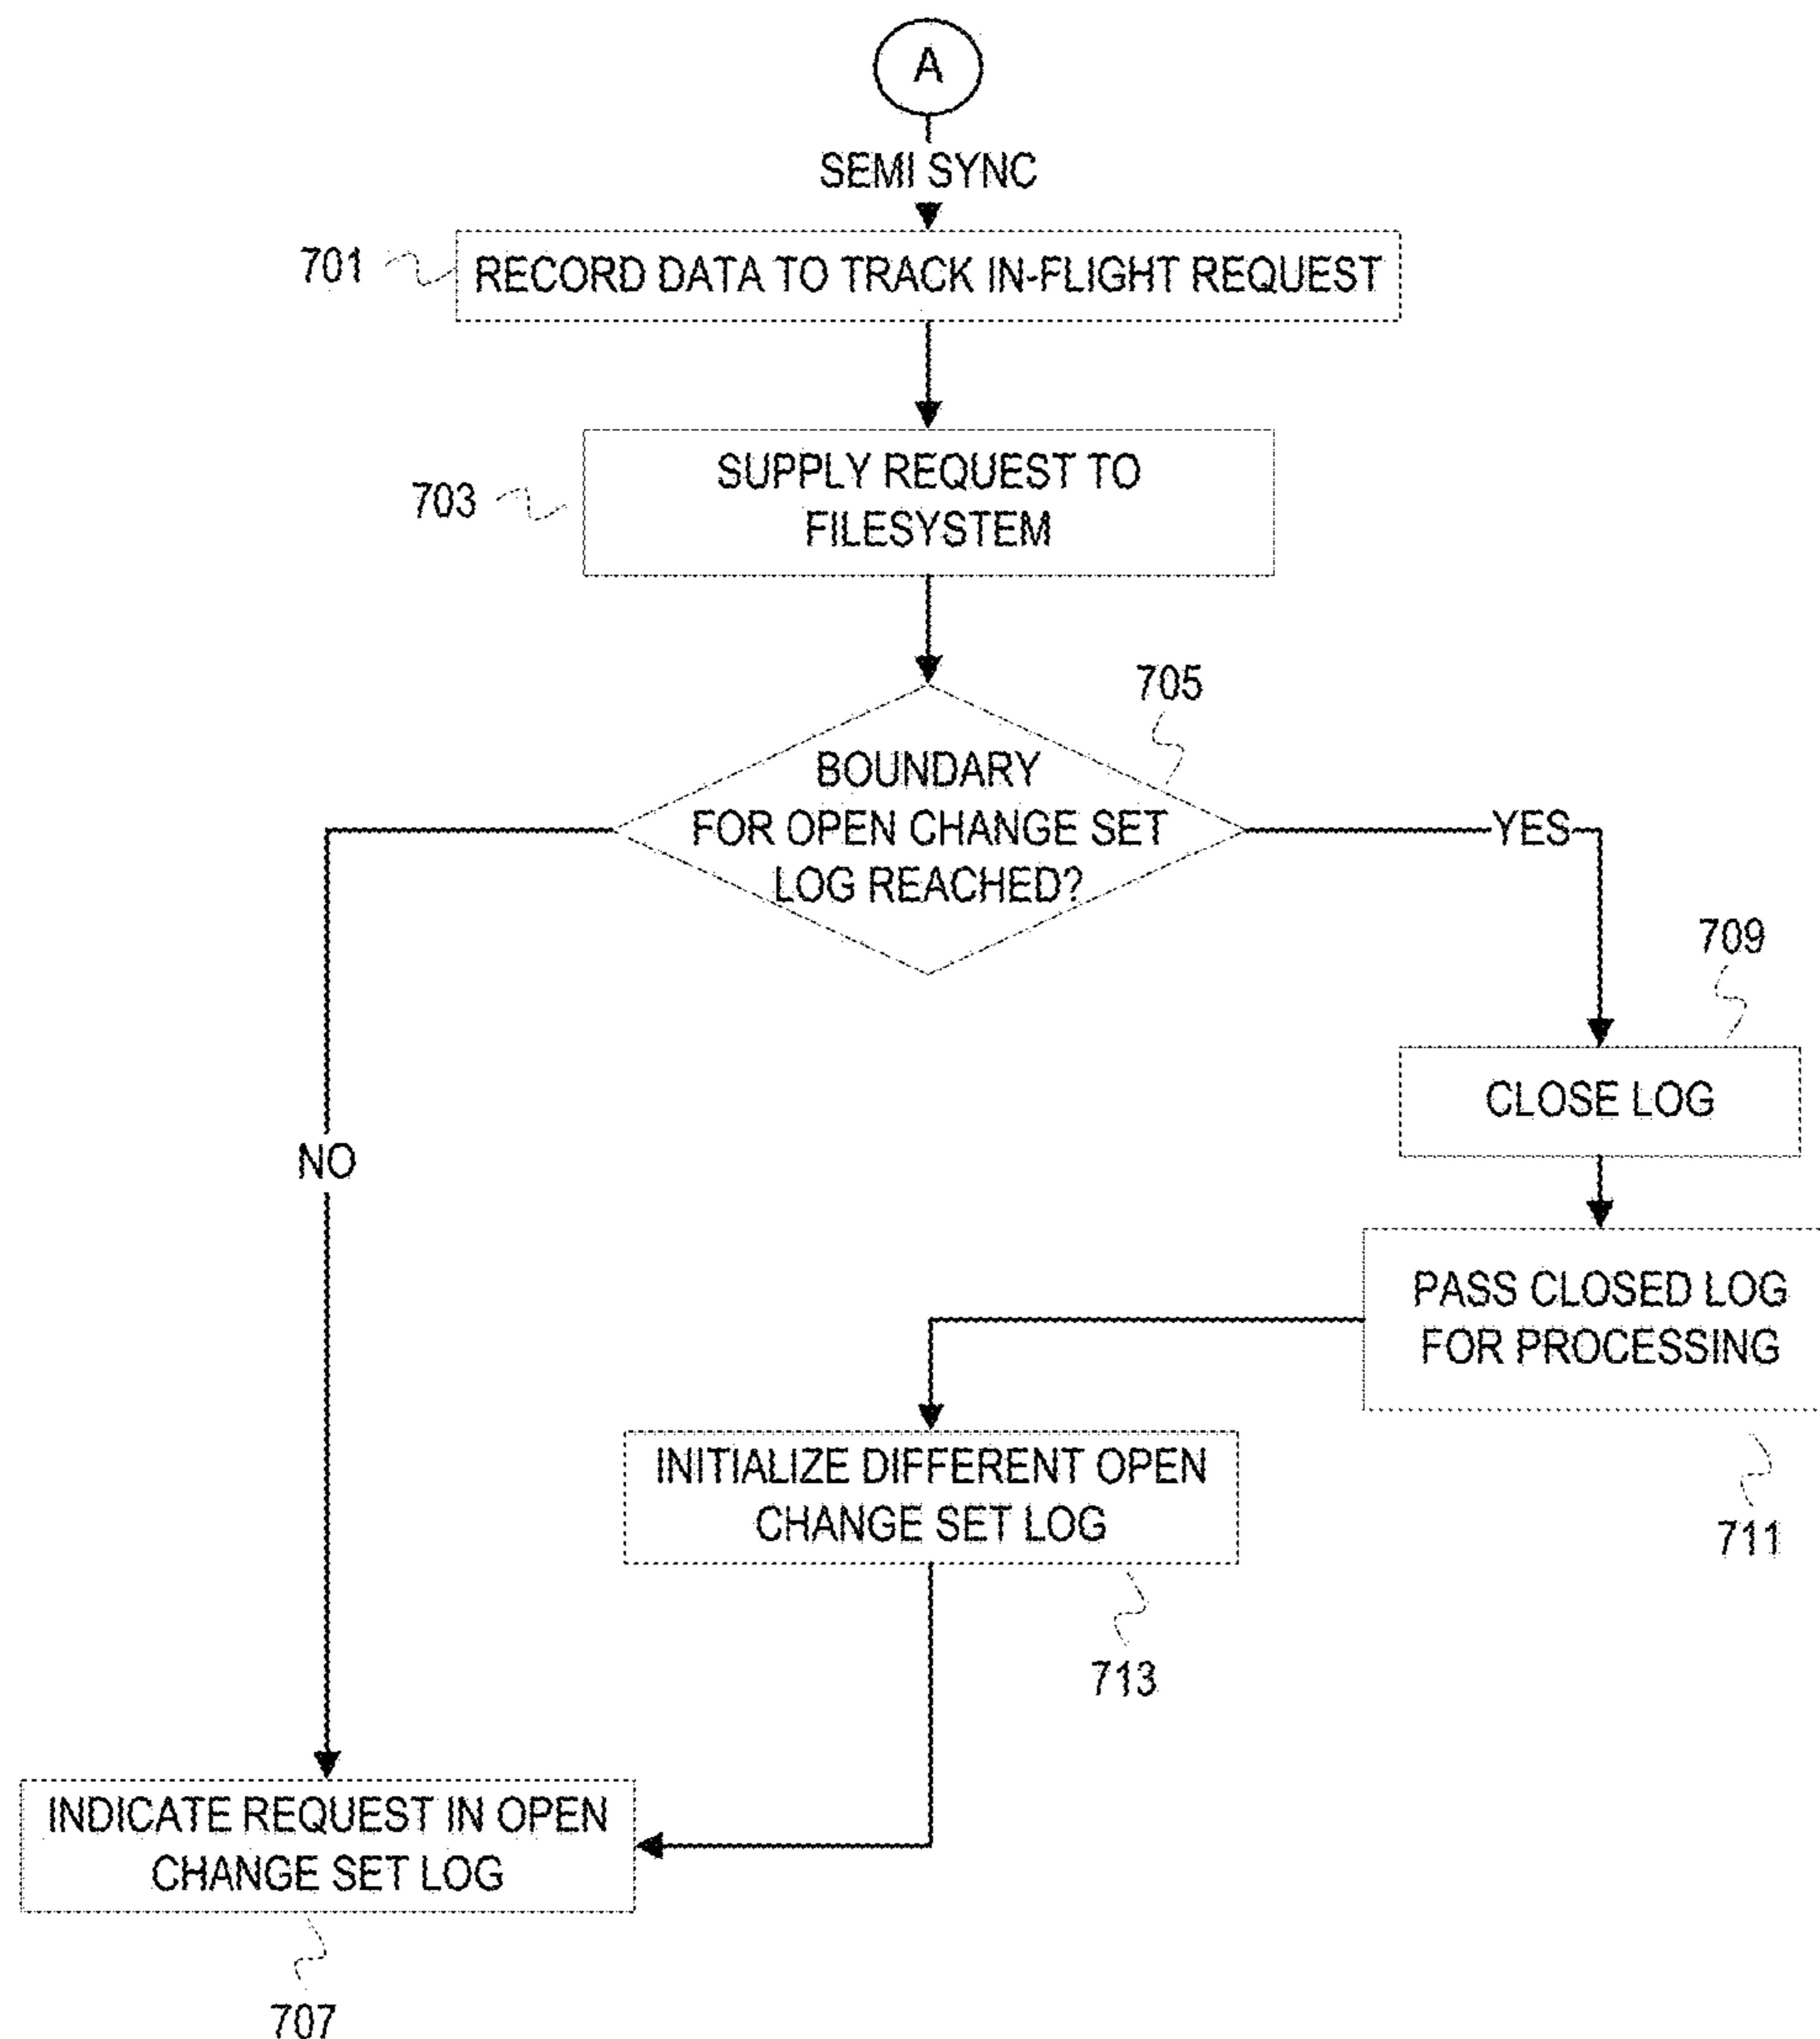 A
SEMI SYNC
701
RECORD DATA TO TRACK IN-FLIGHT REQUEST
703
SUPPLY REQUEST TO
FILESYSTEM
705
BOUNDARY
FOR OPEN CHANGE SET
LOG REACHED?
YES
709
CLOSE LOG
NO
PASS CLOSED LOG
FOR PROCESSING
711
INITIALIZE DIFFERENT OPEN
CHANGE SET LOG
713
INDICATE REQUEST IN OPEN
CHANGE SET LOG
707